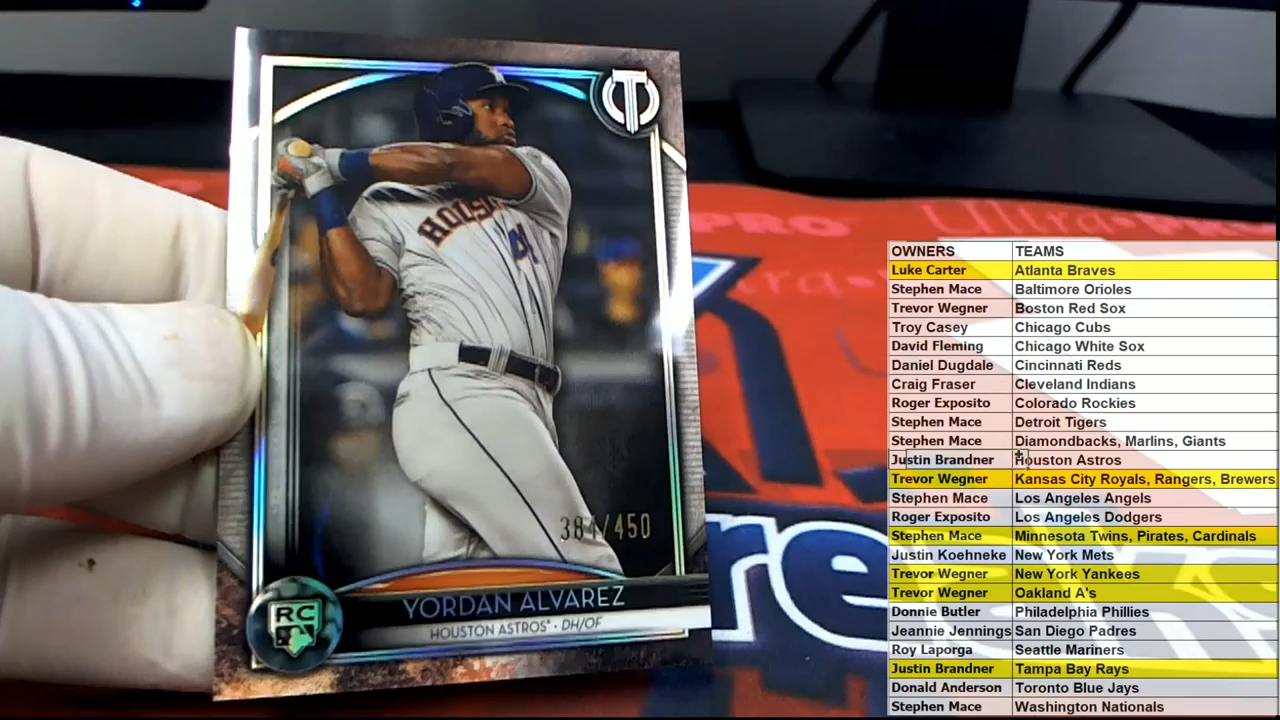 HOUS
41
384/450
RC
YORDAN ALVAREZ
HOUSTON ASTROS • DH/OF
PRO
Ultra•PRO
OWNERS TEAMS
Luke Carter Atlanta Braves
Stephen Mace Baltimore Orioles
Trevor Wegner Boston Red Sox
Troy Casey Chicago Cubs
David Fleming Chicago White Sox
Daniel Dugdale Cincinnati Reds
Craig Fraser Cleveland Indians
Roger Exposito Colorado Rockies
Stephen Mace Detroit Tigers
Stephen Mace Diamondbacks, Marlins, Giants
Justin Brandner Houston Astros
Trevor Wegner Kansas City Royals, Rangers, Brewers
Stephen Mace Los Angeles Angels
Roger Exposito Los Angeles Dodgers
Stephen Mace Minnesota Twins, Pirates, Cardinals
Justin Koehneke New York Mets
Trevor Wegner New York Yankees
Trevor Wegner Oakland A's
Donnie Butler Philadelphia Phillies
Jeannie Jennings San Diego Padres
Roy Laporga Seattle Mariners
Justin Brandner Tampa Bay Rays
Donald Anderson Toronto Blue Jays
Stephen Mace Washington Nationals